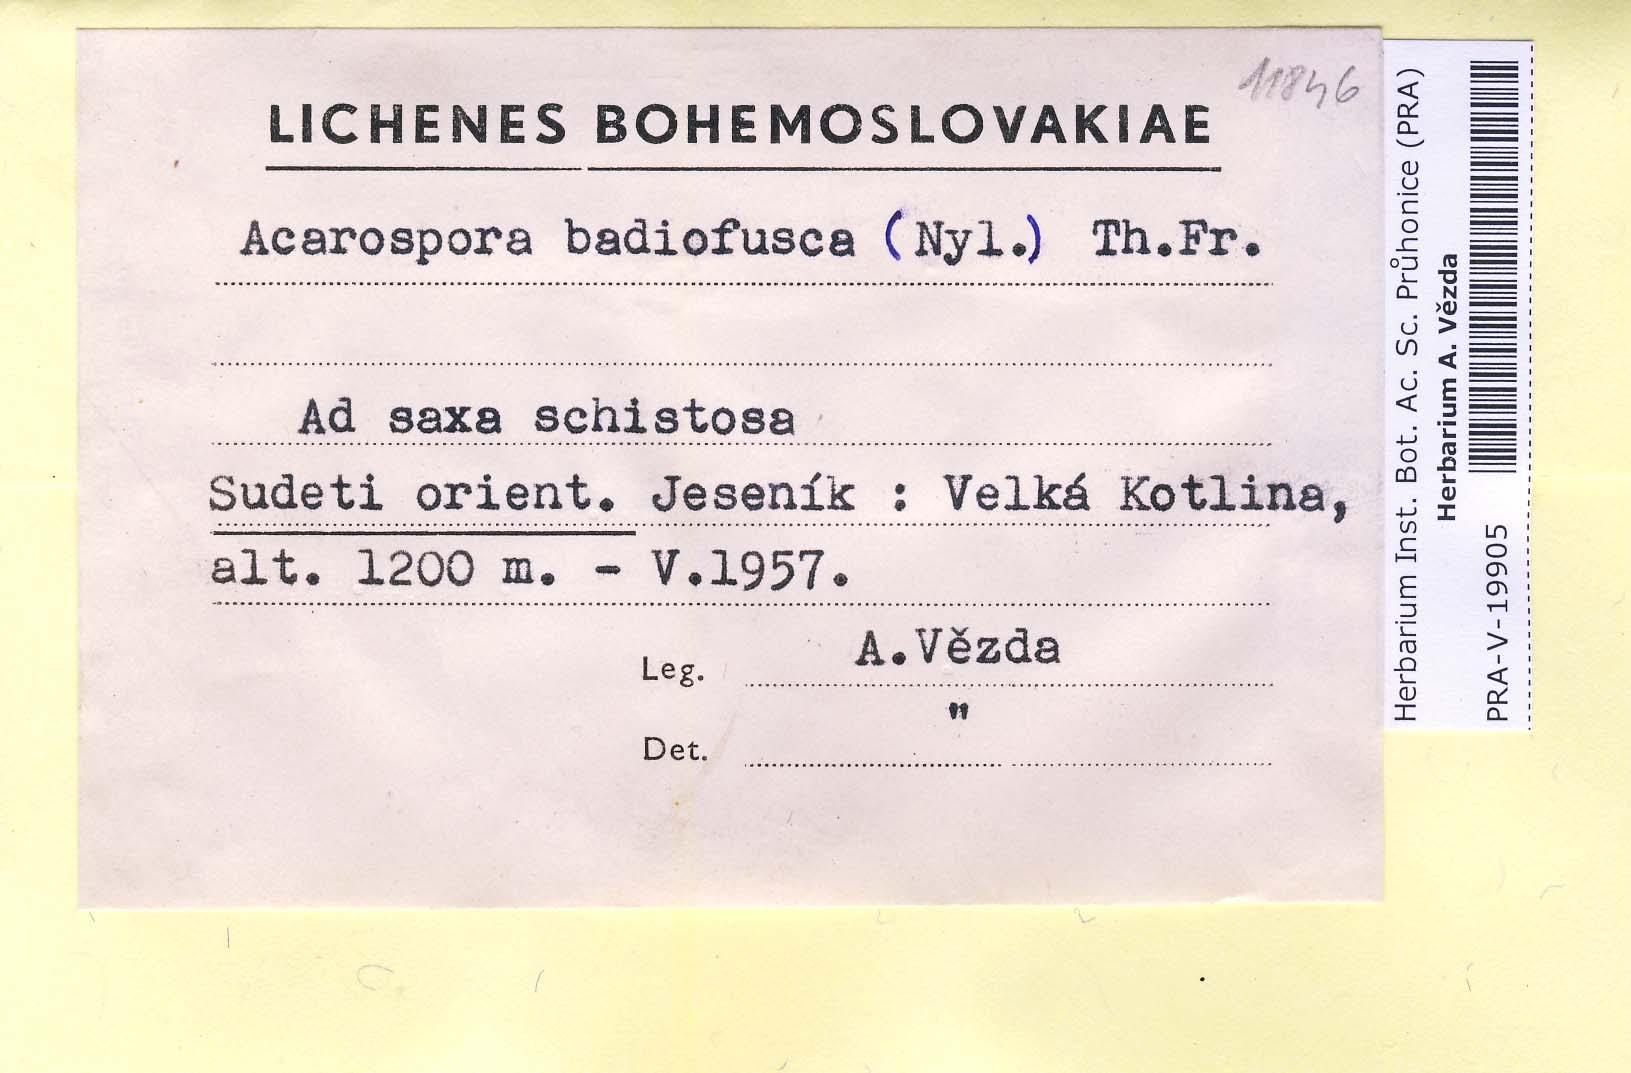 11846
LICHENES BOHEMOSLOVAKIAE
Acarospora badiofusca (Nyl.) Th.Fr.
Ad saxa schistosa
Sudeti orient. Jeseník : Velká Kotlina,
alt. 1200 m. - V.1957.
Leg. A.Vězda
Det. "
Herbarium Inst. Bot. Ac. Sc. Průhonice (PRA)
Herbarium A. Vězda
PRA-V-19905